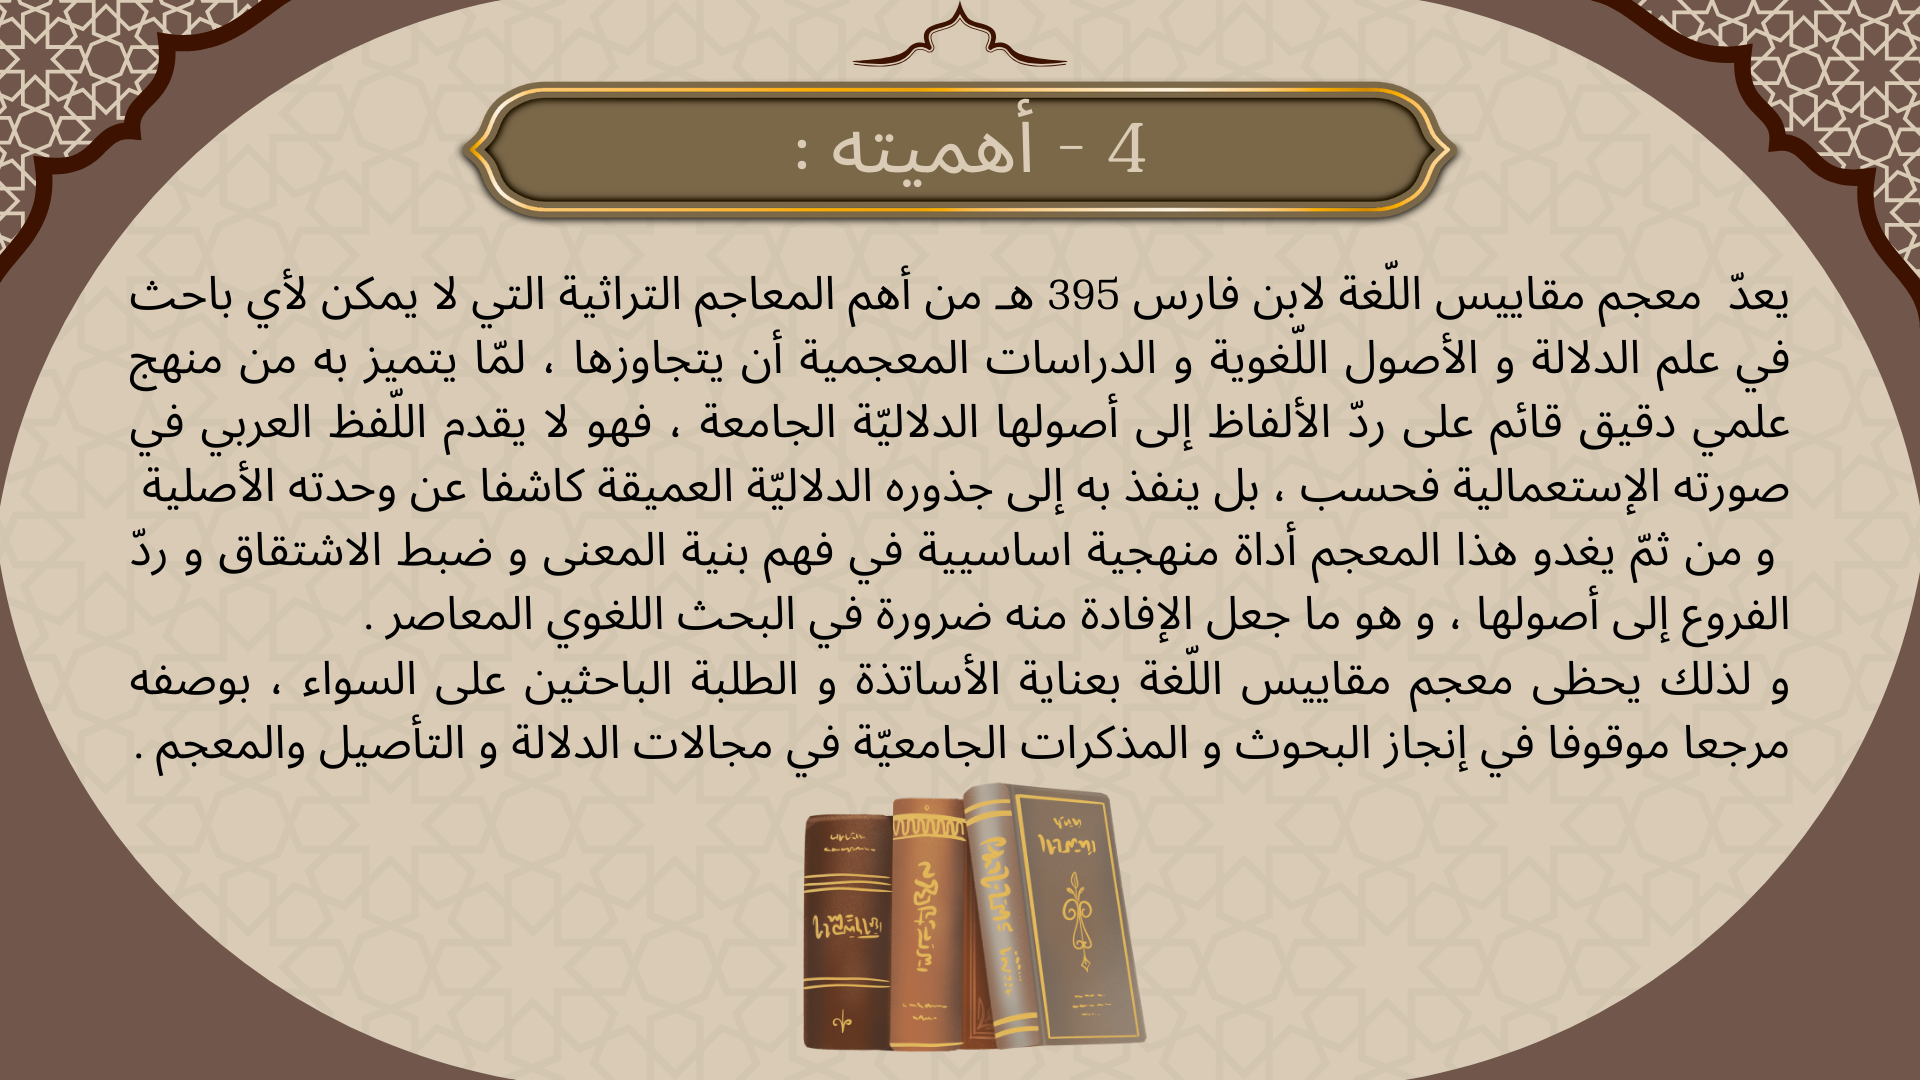 4 - أهميته :
يعدّ معجم مقاييس اللّغة لابن فارس 395 هـ من أهم المعاجم التراثية التي لا يمكن لأي باحث
في علم الدلالة و الأصول اللّغوية و الدراسات المعجمية أن يتجاوزها ، لمّا يتميز به من منهج
علمي دقيق قائم على ردّ الألفاظ إلى أصولها الدلاليّة الجامعة ، فهو لا يقدم اللّفظ العربي في
صورته الإستعمالية فحسب ، بل ينفذ به إلى جذوره الدلاليّة العميقة كاشفا عن وحدته الأصلية
و من ثمّ يغدو هذا المعجم أداة منهجية اساسيية في فهم بنية المعنى و ضبط الاشتقاق و ردّ
الفروع إلى أصولها ، و هو ما جعل الإفادة منه ضرورة في البحث اللغوي المعاصر .
و لذلك يحظى معجم مقاييس اللّغة بعناية الأساتذة و الطلبة الباحثين على السواء ، بوصفه
مرجعا موقوفا في إنجاز البحوث و المذكرات الجامعيّة في مجالات الدلالة و التأصيل والمعجم .